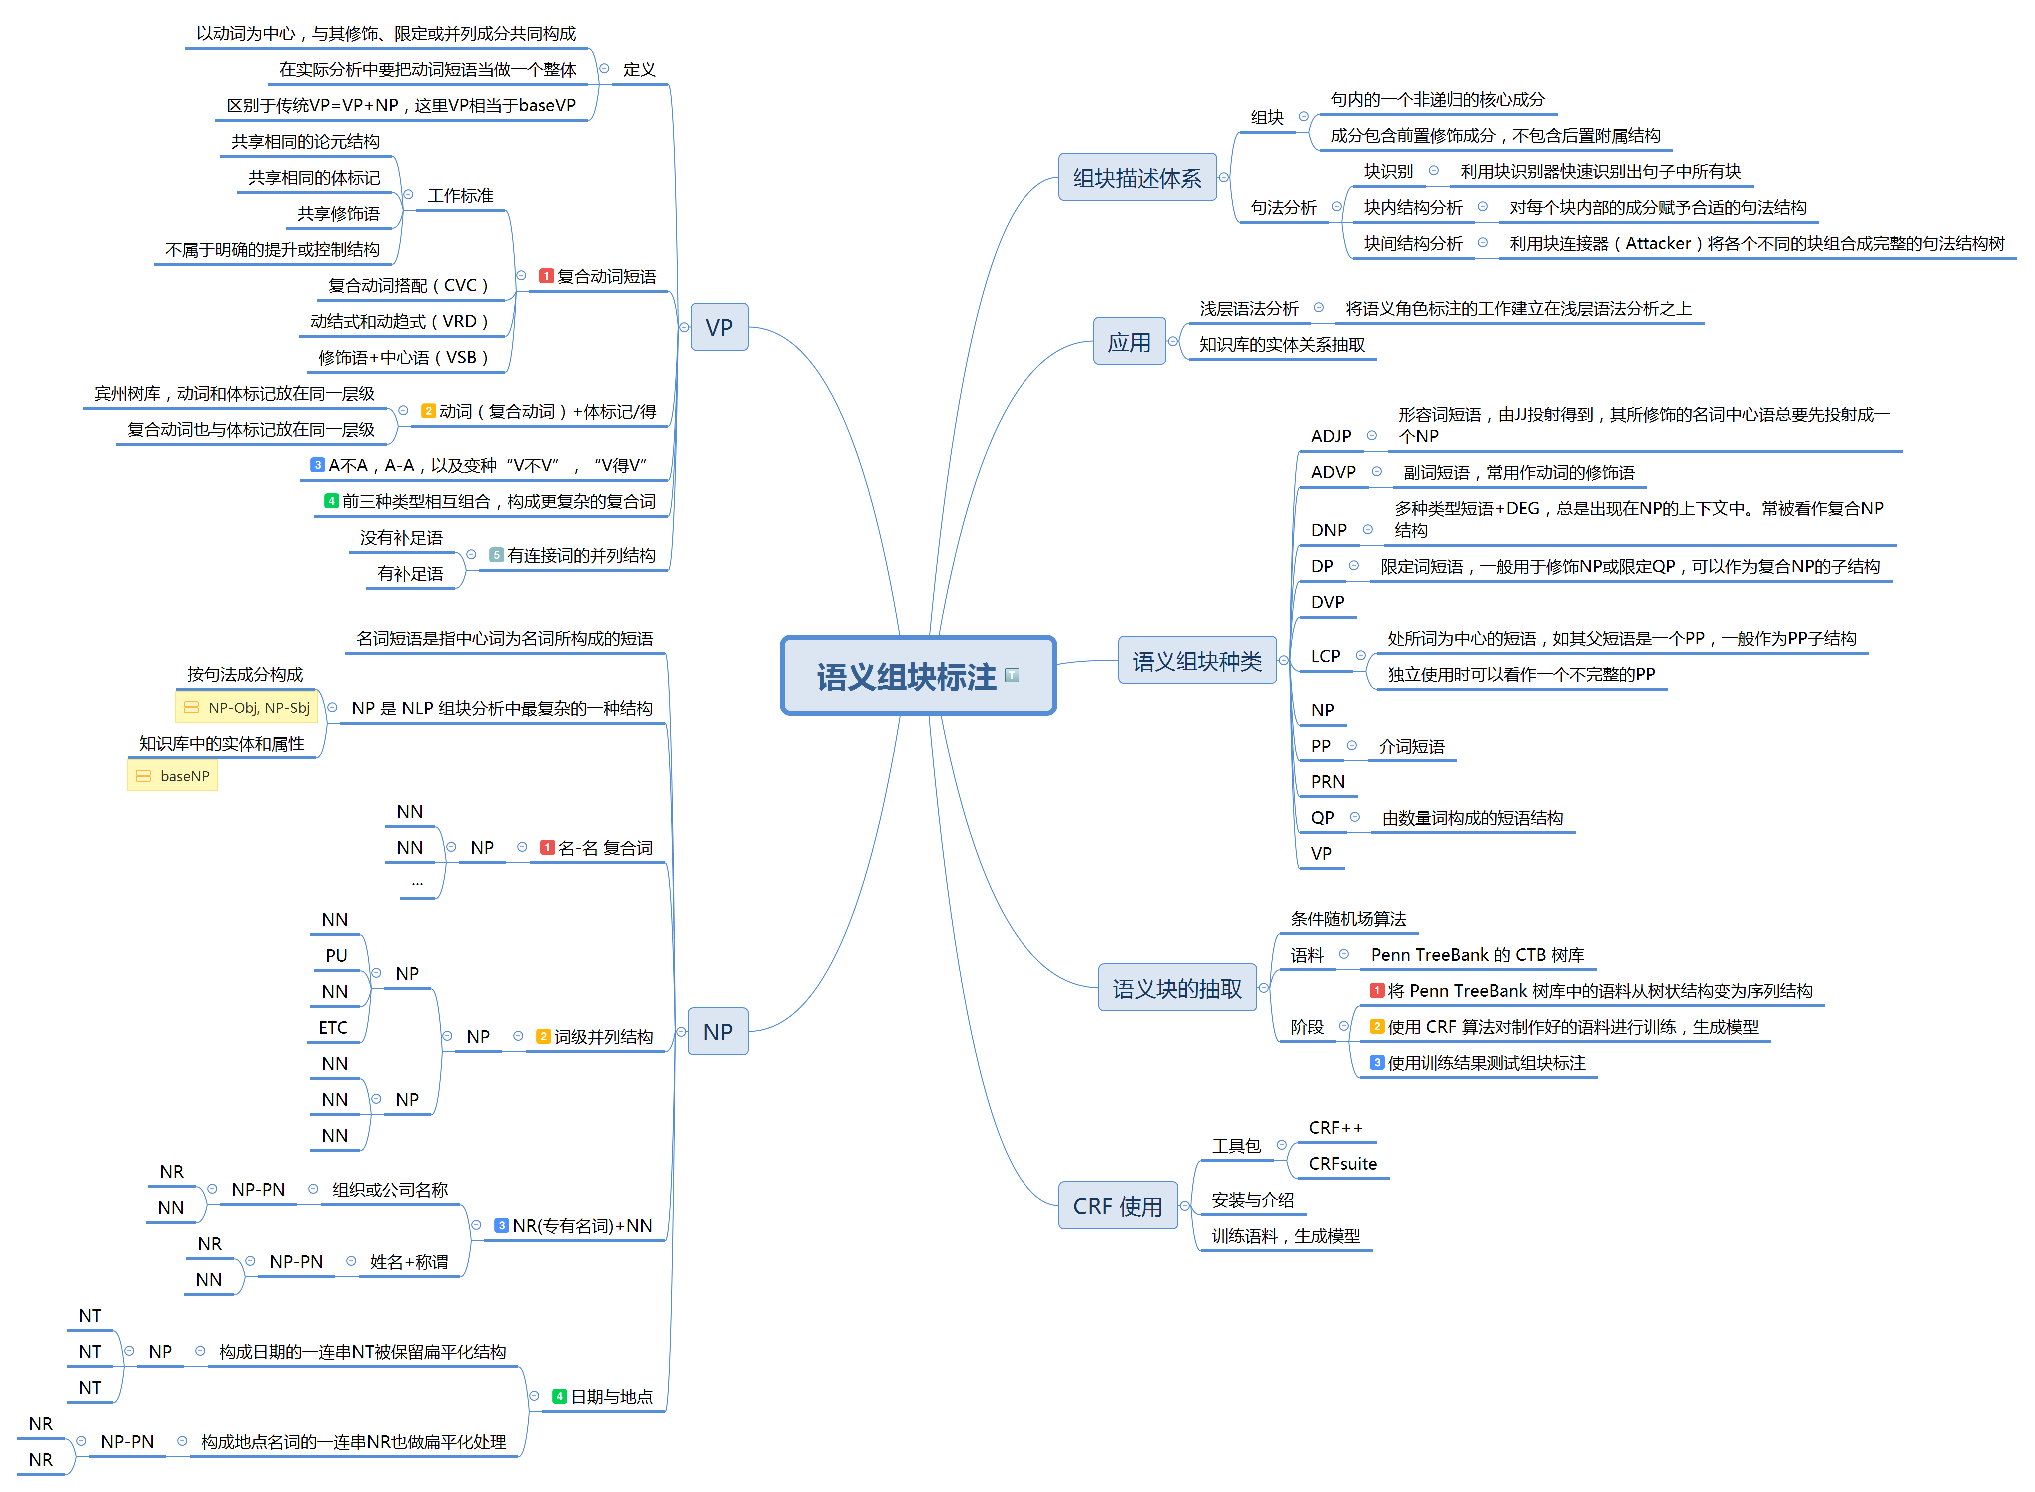 语义组块标注
组块描述体系
组块
句内的一个非递归的核心成分
成分包含前置修饰成分，不包含后置附属结构
句法分析
块识别
利用块识别器快速识别出句子中所有块
块内结构分析
对每个块内部的成分赋予合适的句法结构
块间结构分析
利用块连接器（Attacker）将各个不同的块组合成完整的句法结构树
应用
浅层语法分析
将语义角色标注的工作建立在浅层语法分析之上
知识库的实体关系抽取
语义组块种类
ADJP
形容词短语，由JJ投射得到，其所修饰的名词中心语总要先投射成一
个NP
ADVP
副词短语，常用作动词的修饰语
DNP
多种类型短语+DEG，总是出现在NP的上下文中。常被看作复合NP
结构
DP
限定词短语，一般用于修饰NP或限定QP，可以作为复合NP的子结构
DVP
LCP
处所词为中心的短语，如其父短语是一个PP，一般作为PP子结构
独立使用时可以看作一个不完整的PP
NP
PP
介词短语
PRN
QP
由数量词构成的短语结构
VP
语义块的抽取
条件随机场算法
语料
Penn TreeBank 的 CTB 树库
阶段
1 将 Penn TreeBank 树库中的语料从树状结构变为序列结构
2 使用 CRF 算法对制作好的语料进行训练，生成模型
3 使用训练结果测试组块标注
CRF 使用
工具包
CRF++
CRFsuite
安装与介绍
训练语料，生成模型
VP
定义
以动词为中心，与其修饰、限定或并列成分共同构成
在实际分析中要把动词短语当做一个整体
区别于传统VP=VP+NP，这里VP相当于baseVP
1 复合动词短语
工作标准
共享相同的论元结构
共享相同的体标记
共享修饰语
不属于明确的提升或控制结构
复合动词搭配（CVC）
动结式和动趋式（VRD）
修饰语+中心语（VSB）
2 动词（复合动词）+体标记/得
宾州树库，动词和体标记放在同一层级
复合动词也与体标记放在同一层级
3 A不A，A-A，以及变种“V不V”，“V得V”
4 前三种类型相互组合，构成更复杂的复合词
5 有连接词的并列结构
没有补足语
有补足语
NP
名词短语是指中心词为名词所构成的短语
NP 是 NLP 组块分析中最复杂的一种结构
按句法成分构成
NP-Obj, NP-Sbj
知识库中的实体和属性
baseNP
1 名-名 复合词
NP
NN
NN
...
2 词级并列结构
NP
NP
NN
PU
NN
ETC
NP
NN
NN
NN
3 NR(专有名词)+NN
组织或公司名称
NP-PN
NR
NN
姓名+称谓
NP-PN
NR
NN
4 日期与地点
构成日期的一连串NT被保留扁平化结构
NP
NT
NT
NT
构成地点名词的一连串NR也做扁平化处理
NP-PN
NR
NR